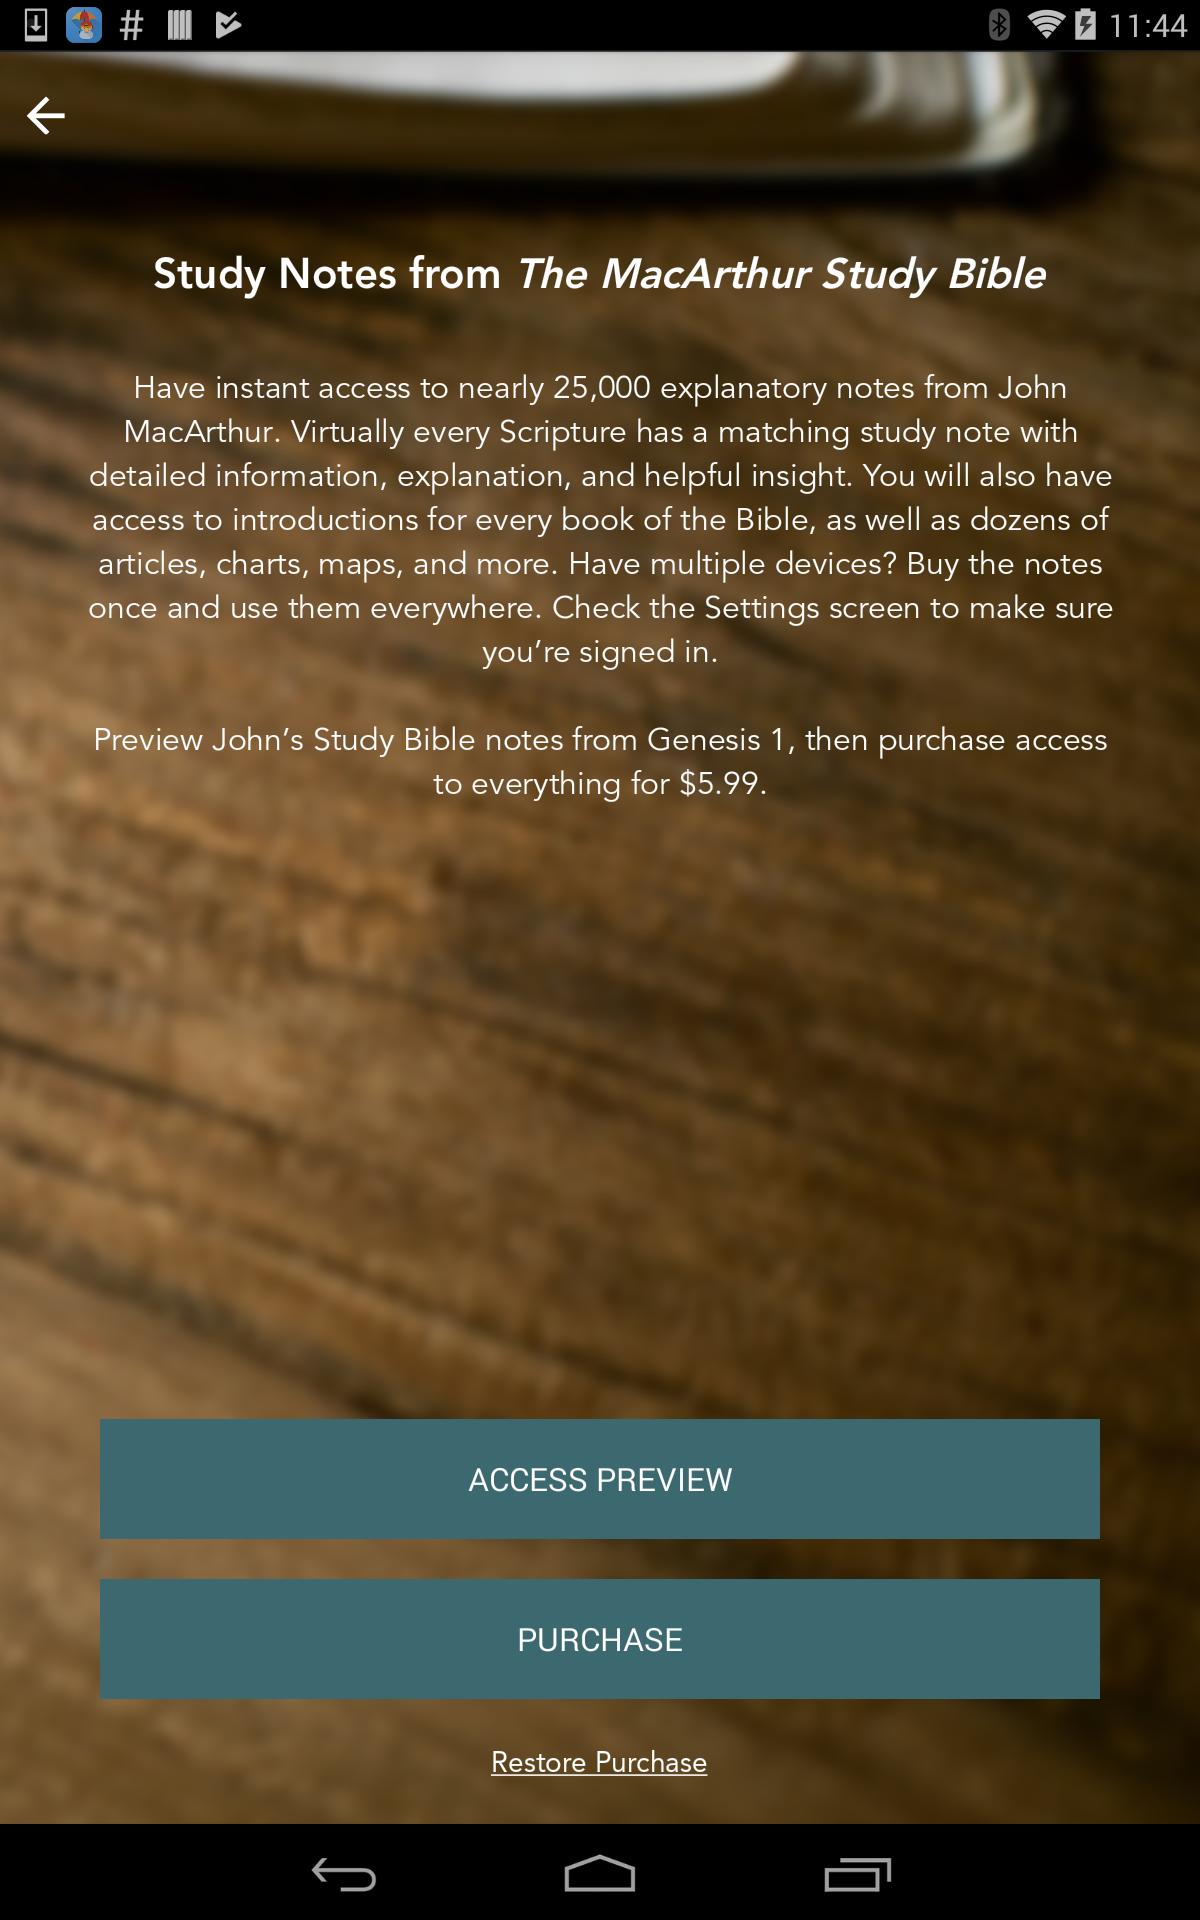 11:44
Study Notes from The MacArthur Study Bible
Have instant access to nearly 25,000 explanatory notes from John
MacArthur. Virtually every Scripture has a matching study note with
detailed information, explanation, and helpful insight. You will also have
access to introductions for every book of the Bible, as well as dozens of
articles, charts, maps, and more. Have multiple devices? Buy the notes
once and use them everywhere. Check the Settings screen to make sure
you’re signed in.
Preview John’s Study Bible notes from Genesis 1, then purchase access
to everything for $5.99.
ACCESS PREVIEW
PURCHASE
Restore Purchase